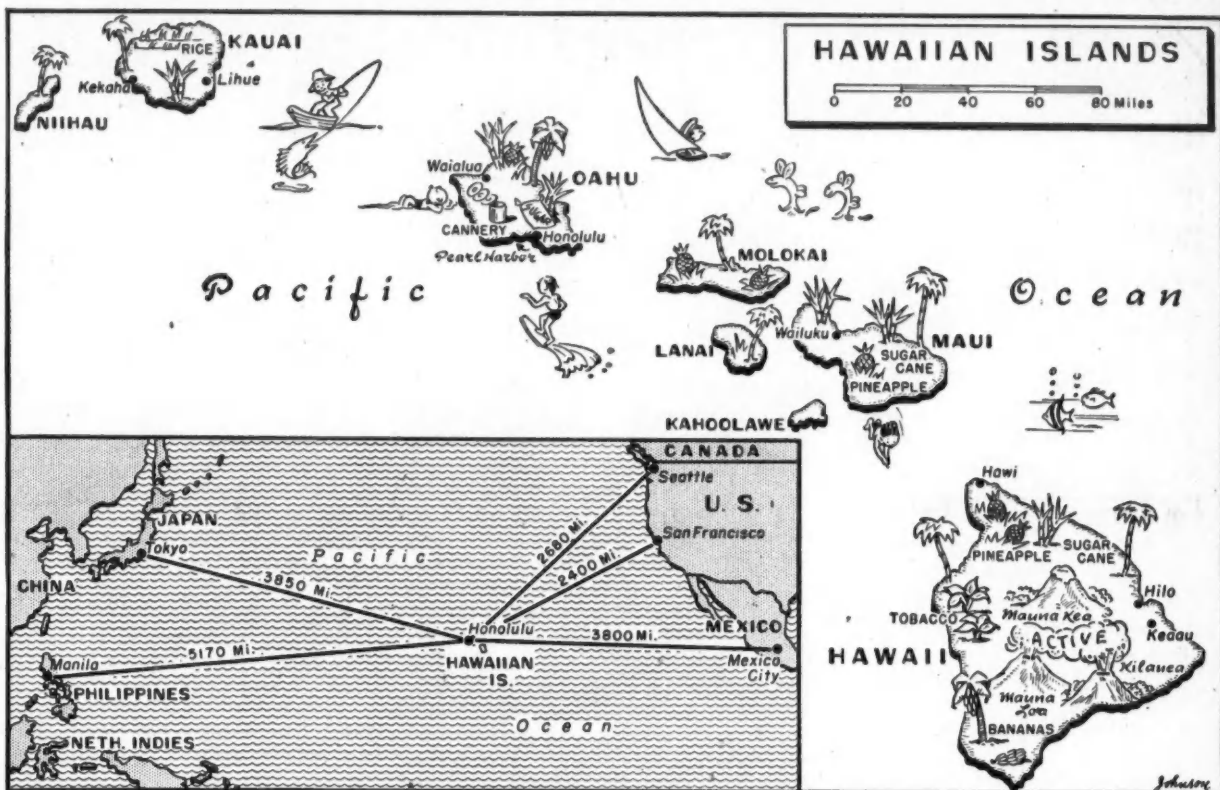 HAWAIIAN ISLANDS
0 20 40 60 80 Miles
KAUAI
RICE
Kekaha
Lihue
NIIHAU
Waialua
OAHU
SUGAR
CANNERY
Honolulu
Pearl Harbor
MOLOKAI
Pacific Ocean
LANAI
Wailuku
MAUI
SUGAR
CANE
PINEAPPLE
KAHOOLAWE
Hawi
PINEAPPLE
SUGAR
CANE
Hilo
TOBACCO
Mauna Kea
Keaau
ACTIVE
HAWAII
Kilauea
Mauna
Loa
BANANAS
Johnson
CANADA
Seattle
U. S.
JAPAN
San Francisco
Pacific
2680 Mi.
Tokyo
2400 Mi.
CHINA
3850 Mi.
MEXICO
Honolulu
3800 Mi.
5170 Mi.
HAWAIIAN
IS.
Mexico
City
Manila
PHILIPPINES
Ocean
NETH. INDIES